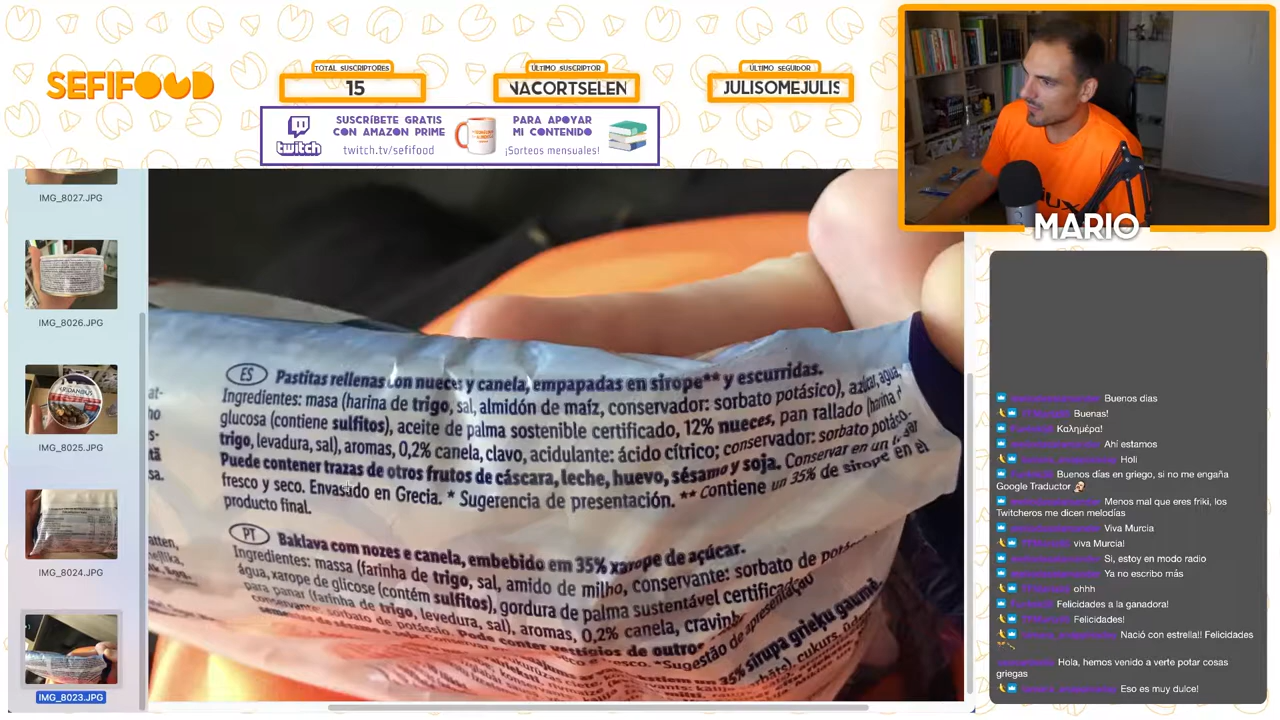 SEFIFOOD
TOTAL SUSCRIPTORES
15
ÚLTIMO SUSCRIPTOR
NACORTSELEN
ÚLTIMO SEGUIDOR
JULISOMEJULIS
SUSCRÍBETE GRATIS
CON AMAZON PRIME
twitch.tv/sefifood
twitch
PARA APOYAR
MI CONTENIDO
¡Sorteos mensuales!
MARIO
IMG_8027.JPG
IMG_8026.JPG
IMG_8025.JPG
IMG_8024.JPG
IMG_8023.JPG
ES Pastitas rellenas con nueces y canela, empapadas en sirope** y escurridas.
Ingredientes: masa (harina de trigo, sal, almidón de maíz, conservador: sorbato potásico), azúcar, agua,
glucosa (contiene sulfitos), aceite de palma sostenible certificado, 12% nueces, pan rallado (harina
trigo, levadura, sal), aromas, 0,2% canela, clavo, acidulante: ácido cítrico; conservador: sorbato potásic-
Puede contener trazas de otros frutos de cáscara, leche, huevo, sésamo y soja. Conservar en un
fresco y seco. Envasado en Grecia. * Sugerencia de presentación. ** Contiene un 35% de sirope en el
producto final.
PT Baklava com nozes e canela, embebido em 35% xarope de açúcar.
Ingredientes: massa (farinha de trigo, sal, amido de milho, conservante: sorbato de
água, xarope de glicose (contém sulfitos), gordura de palma sustentável
para panar (farinha de trigo, levedura, sal), aromas, 0,2% canela,
*Sugestão de apresentação
35% sirups
Buenos dias
Buenas!
Καλημέρα!
Ahí estamos
Holi
Buenos días en griego, si no me engaña
Google Traductor
Menos mal que eres friki, los
Twitcheros me dicen melodías
Viva Murcia
viva Murcia!
Si, estoy en modo radio
Ya no escribo más
ohhh
Felicidades a la ganadora!
Felicidades!
Nació con estrella!! Felicidades
Hola, hemos venido a verte potar cosas
griegas
Eso es muy dulce!